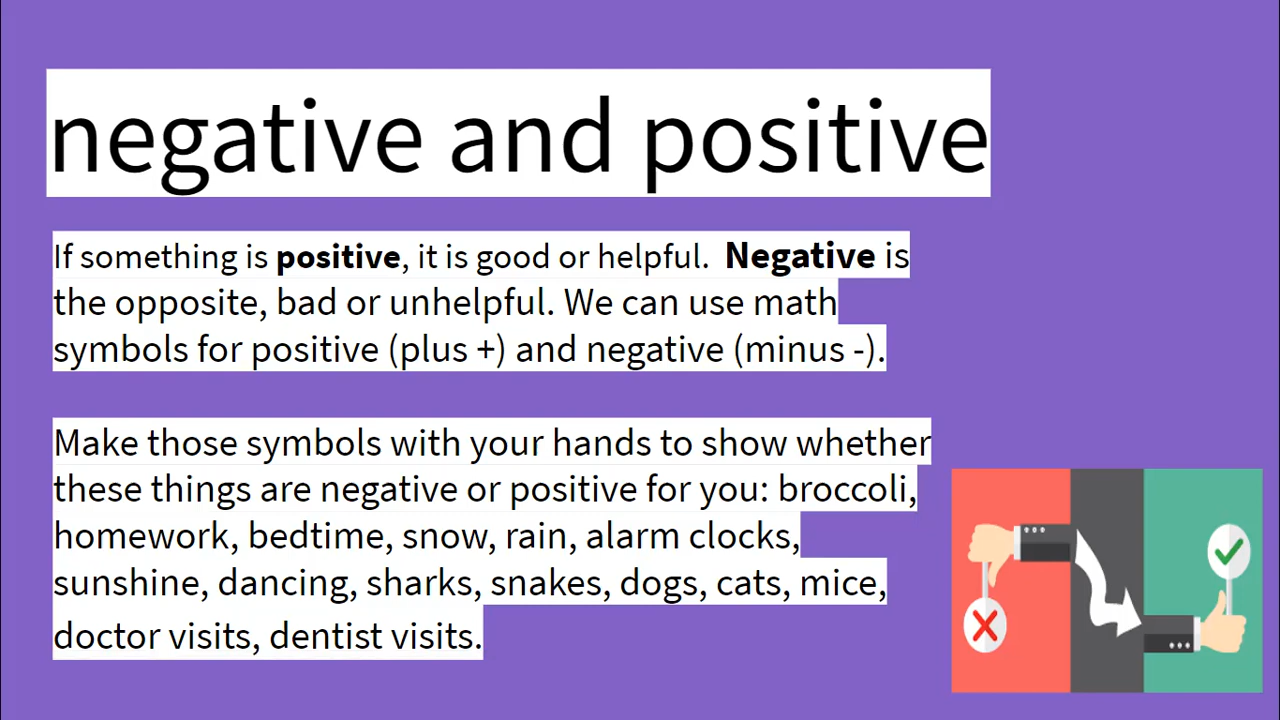 negative and positive
If something is positive, it is good or helpful. Negative is
the opposite, bad or unhelpful. We can use math
symbols for positive (plus +) and negative (minus -).
Make those symbols with your hands to show whether
these things are negative or positive for you: broccoli,
homework, bedtime, snow, rain, alarm clocks,
sunshine, dancing, sharks, snakes, dogs, cats, mice,
doctor visits, dentist visits.